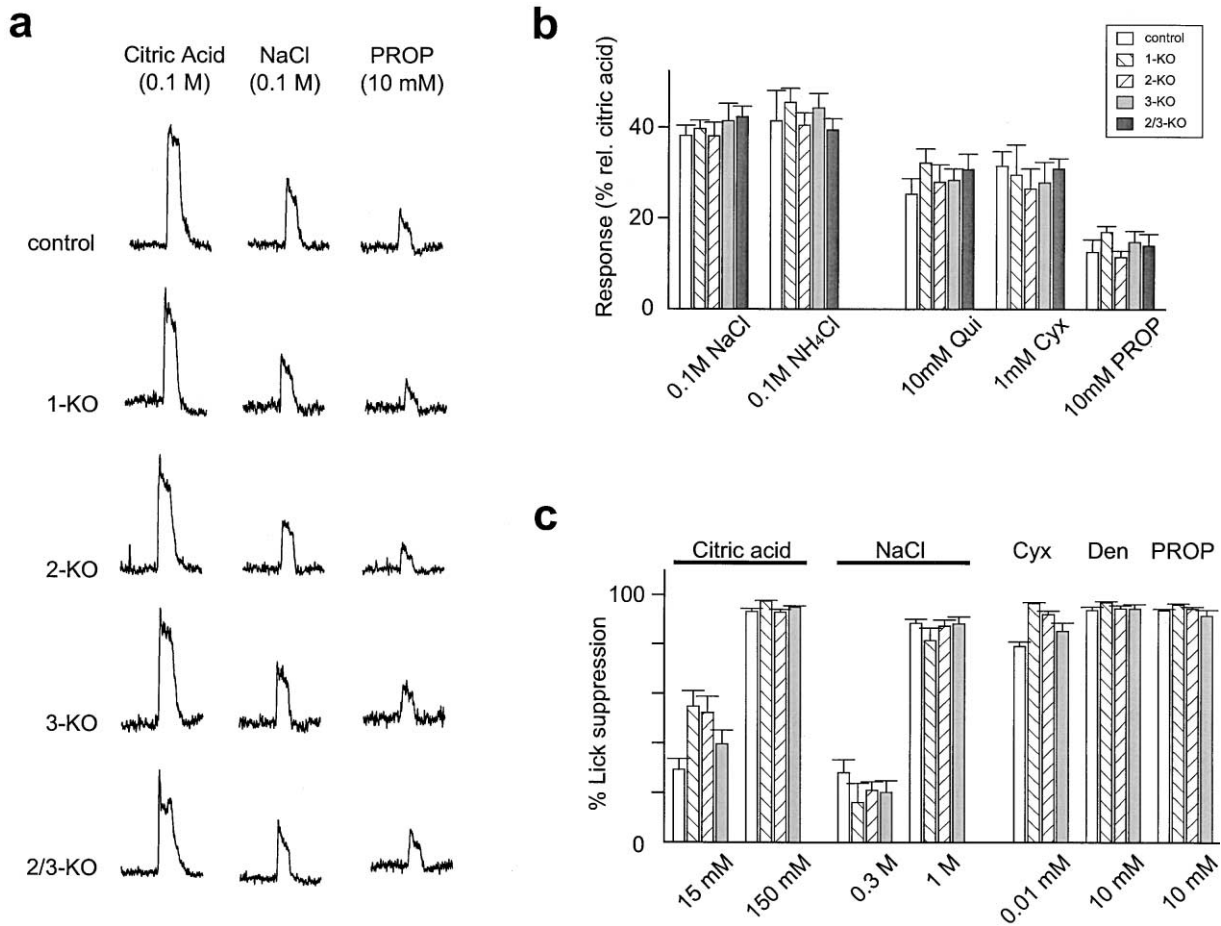 a
Citric Acid
(0.1 M)
NaCl
(0.1 M)
PROP
(10 mM)
control
1-KO
2-KO
3-KO
2/3-KO
b
Response (% rel. citric acid)
40
20
0
0.1M NaCl
0.1M NH₄Cl
10mM Qui
1mM Cyx
10mM PROP
control
1-KO
2-KO
3-KO
2/3-KO
c
Citric acid
NaCl
Cyx
Den
PROP
% Lick suppression
100
0
15 mM
150 mM
0.3 M
1 M
0.01 mM
10 mM
10 mM